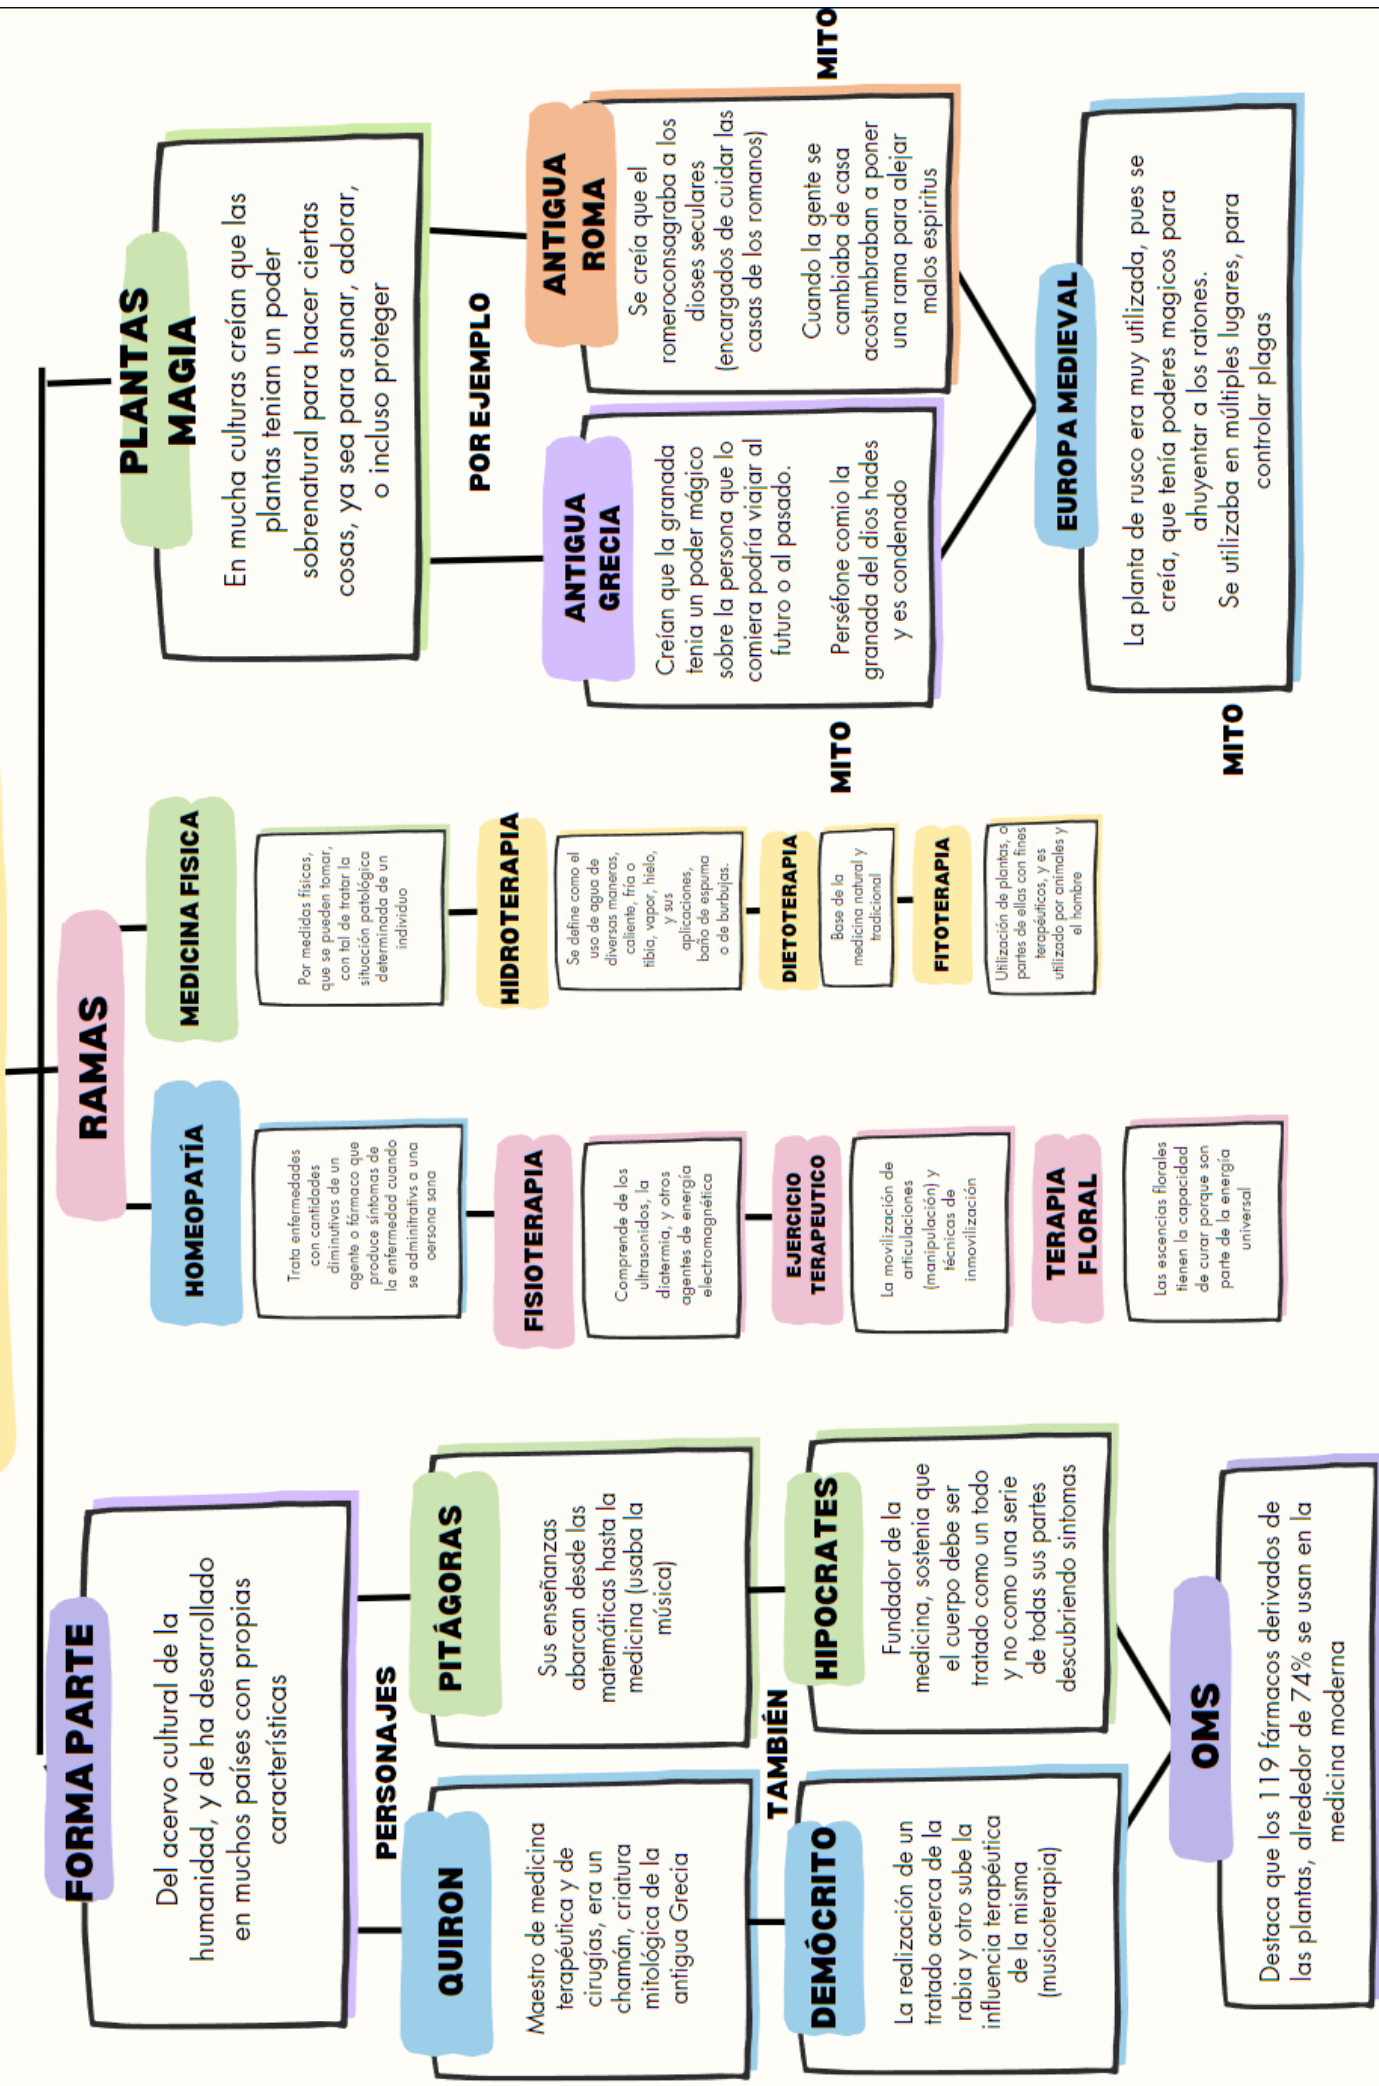 FORMA PARTE
Del acervo cultural de la
humanidad, y de ha desarrollado
en muchos países con propias
características
PERSONAJES
QUIRON
Maestro de medicina
terapéutica y de
cirugías, era un
chamán, criatura
mitológica de la
antigua Grecia
PITÁGORAS
Sus enseñanzas
abarcan desde las
matemáticas hasta la
medicina (usaba la
música)
TAMBIÉN
DEMÓCRITO
La realización de un
tratado acerca de la
rabia y otro sube la
influencia terapéutica
de la misma
(musicoterapia)
HIPOCRATES
Fundador de la
medicina, sostenia que
el cuerpo debe ser
tratado como un todo
y no como una serie
de todas sus partes
descubriendo sintomas
OMS
Destaca que los 119 fármacos derivados de
las plantas, alrededor de 74% se usan en la
medicina moderna
RAMAS
HOMEOPATÍA
Trata enfermedades
con cantidades
diminutivas de un
agente o fármaco que
produce síntomas de
la enfermedad cuando
se adminitrativs a una
oersona sana
FISIOTERAPIA
Comprende de los
ultrasonidos, la
diatermia, y otros
agentes de energía
electromagnética
EJERCICIO
TERAPEUTICO
La movilización de
articulaciones
(manipulación) y
técnicas de
inmovilización
TERAPIA
FLORAL
Las escencias florales
tienen la capacidad
de curar porque son
parte de la energía
universal
MEDICINA FISICA
Por medidas físicas,
que se pueden tomar,
con tal de tratar la
situación patológica
determinada de un
individuo
HIDROTERAPIA
Se define como el
uso de agua de
diversas maneras,
caliente, fría o
tibia, vapor, hielo,
y sus
aplicaciones,
baño de espuma
o de burbujas.
DIETOTERAPIA
Base de la
medicina natural y
tradicional
FITOTERAPIA
Utilización de plantas, o
partes de ellas con fines
terapéuticos, y es
utilizado por animales y
el hombre
PLANTAS
MAGIA
En mucha culturas creían que las
plantas tenian un poder
sobrenatural para hacer ciertas
cosas, ya sea para sanar, adorar,
o incluso proteger
POR EJEMPLO
ANTIGUA
GRECIA
Creían que la granada
tenia un poder mágico
sobre la persona que lo
comiera podría viajar al
futuro o al pasado.
Perséfone comio la
granada del dios hades
y es condenado
MITO
ANTIGUA
ROMA
Se creía que el
romeroconsagraba a los
dioses seculares
(encargados de cuidar las
casas de los romanos)
Cuando la gente se
cambiaba de casa
acostumbraban a poner
una rama para alejar
malos espiritus
MITO
EUROPA MEDIEVAL
La planta de rusco era muy utilizada, pues se
creía, que tenía poderes magicos para
ahuyentar a los ratones.
Se utilizaba en múltiples lugares, para
controlar plagas
MITO